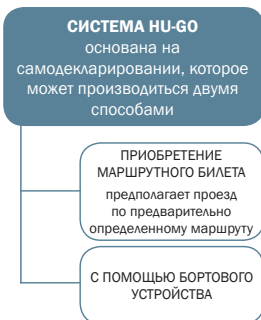 СИСТЕМА HU-GO
основана на
самодекларировании, которое
может производиться двумя
способами
ПРИОБРЕТЕНИЕ
МАРШРУТНОГО БИЛЕТА
предполагает проезд
по предварительно
определенному маршруту
С ПОМОЩЬЮ БОРТОВОГО
УСТРОЙСТВА